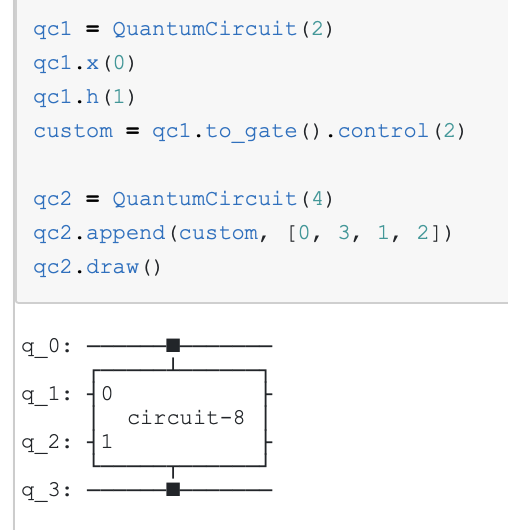 qc1 = QuantumCircuit(2)
qc1.x(0)
qc1.h(1)
custom = qc1.to_gate().control(2)
qc2 = QuantumCircuit(4)
qc2.append(custom, [0, 3, 1, 2])
qc2.draw()
q_0:
q_1: 0
circuit-8
q_2: 1
q_3: